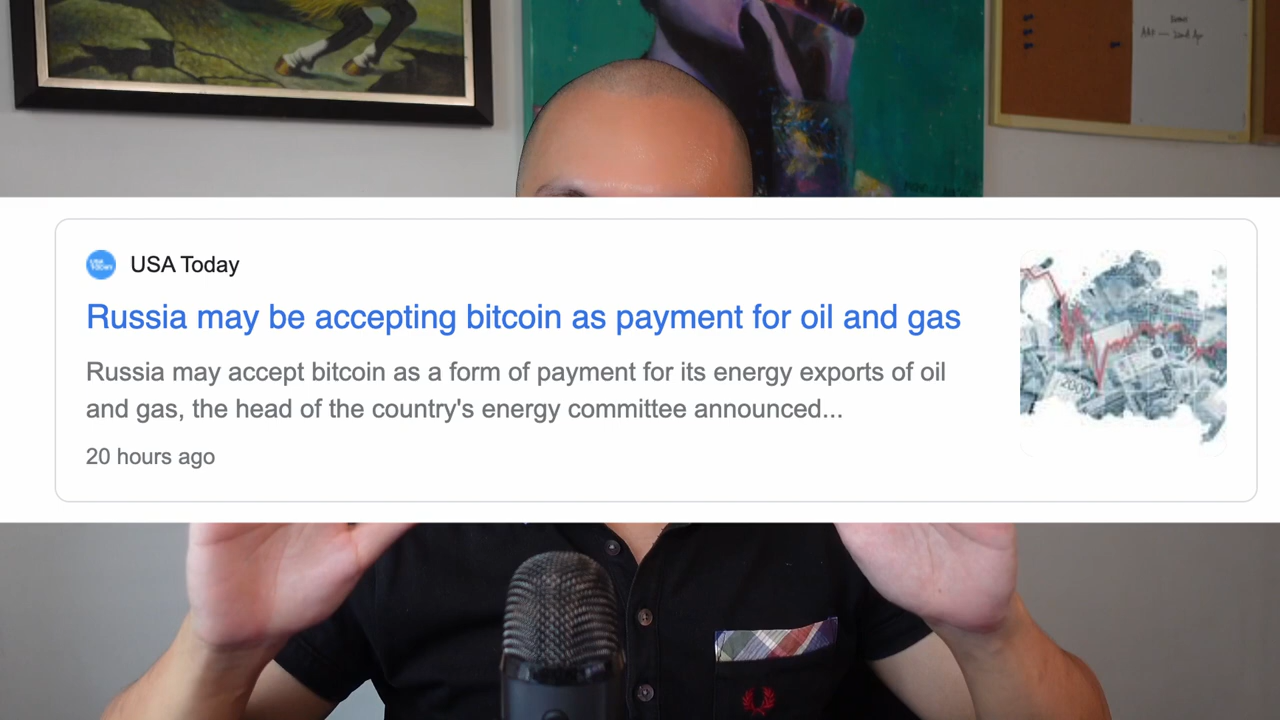 USA Today
Russia may be accepting bitcoin as payment for oil and gas
Russia may accept bitcoin as a form of payment for its energy exports of oil
and gas, the head of the country's energy committee announced...
20 hours ago